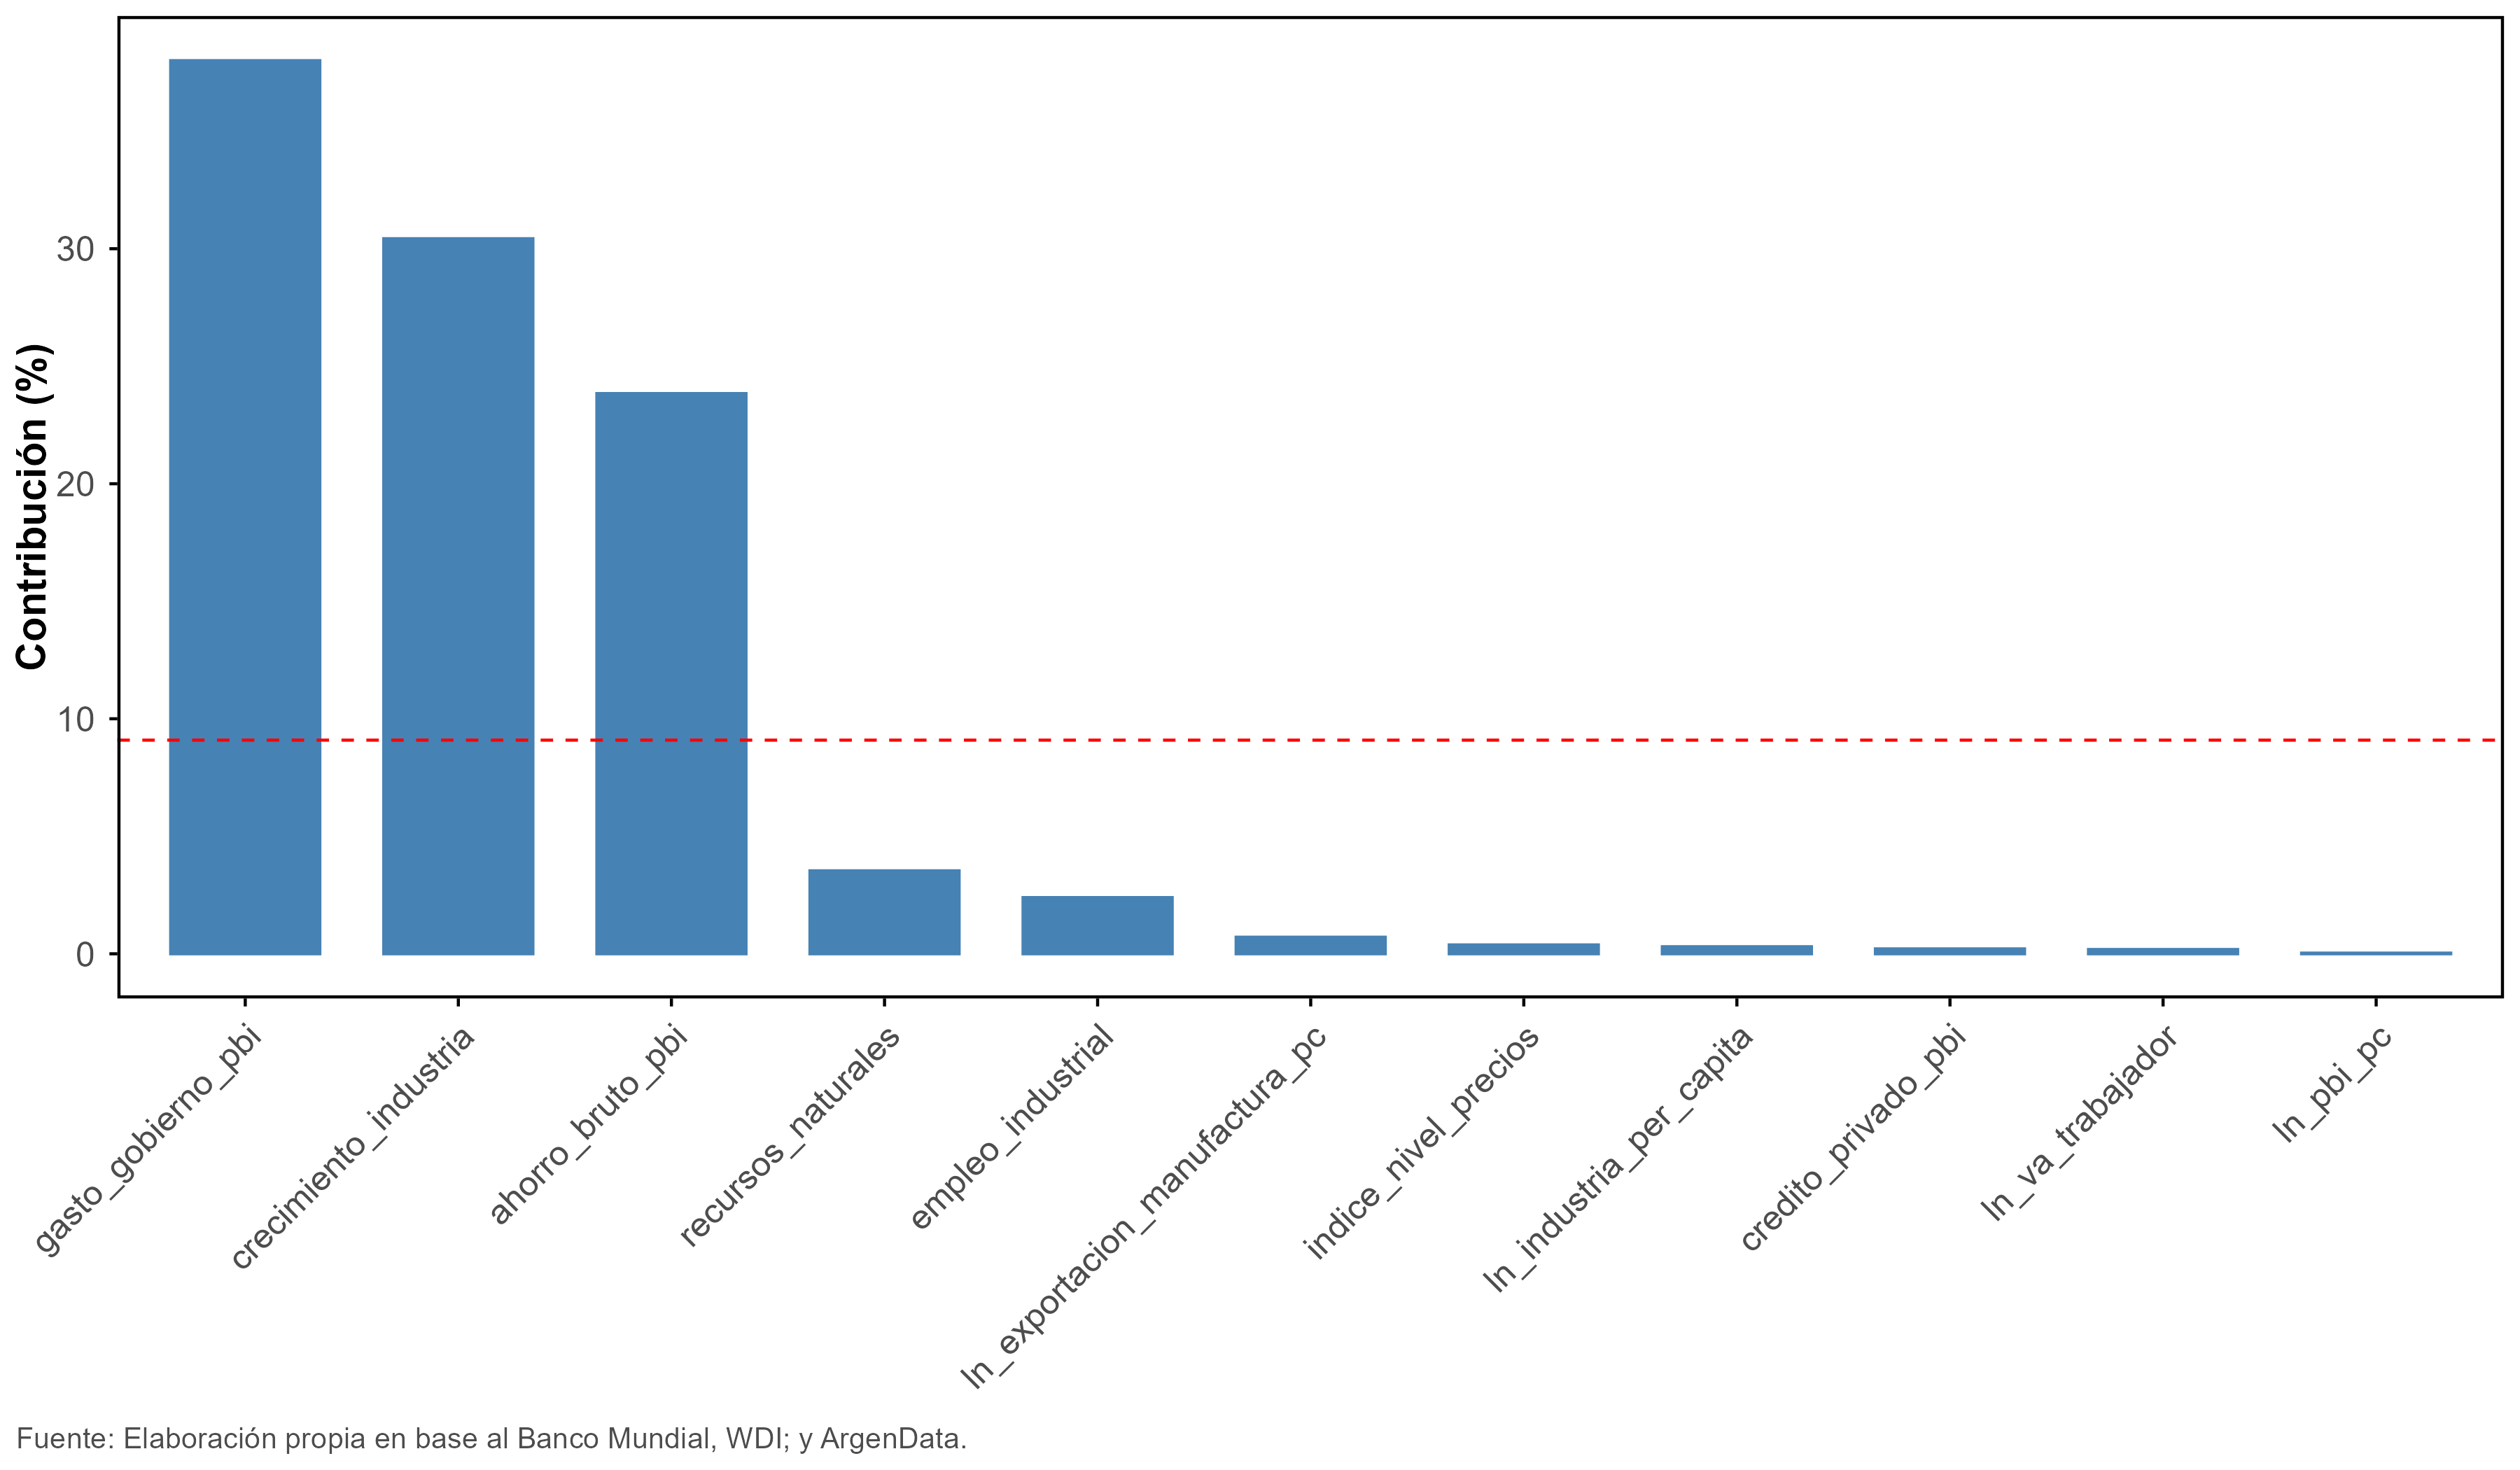 Contribución (%)
30
20
10
0
gasto_gobierno_pbi
crecimiento_industria
ahorro_bruto_pbi
recursos_naturales
empleo_industrial
ln_exportacion_manufactura_pc
indice_nivel_precios
ln_industria_per_capita
credito_privado_pbi
ln_va_trabajador
ln_pbi_pc
Fuente: Elaboración propia en base al Banco Mundial, WDI; y ArgenData.